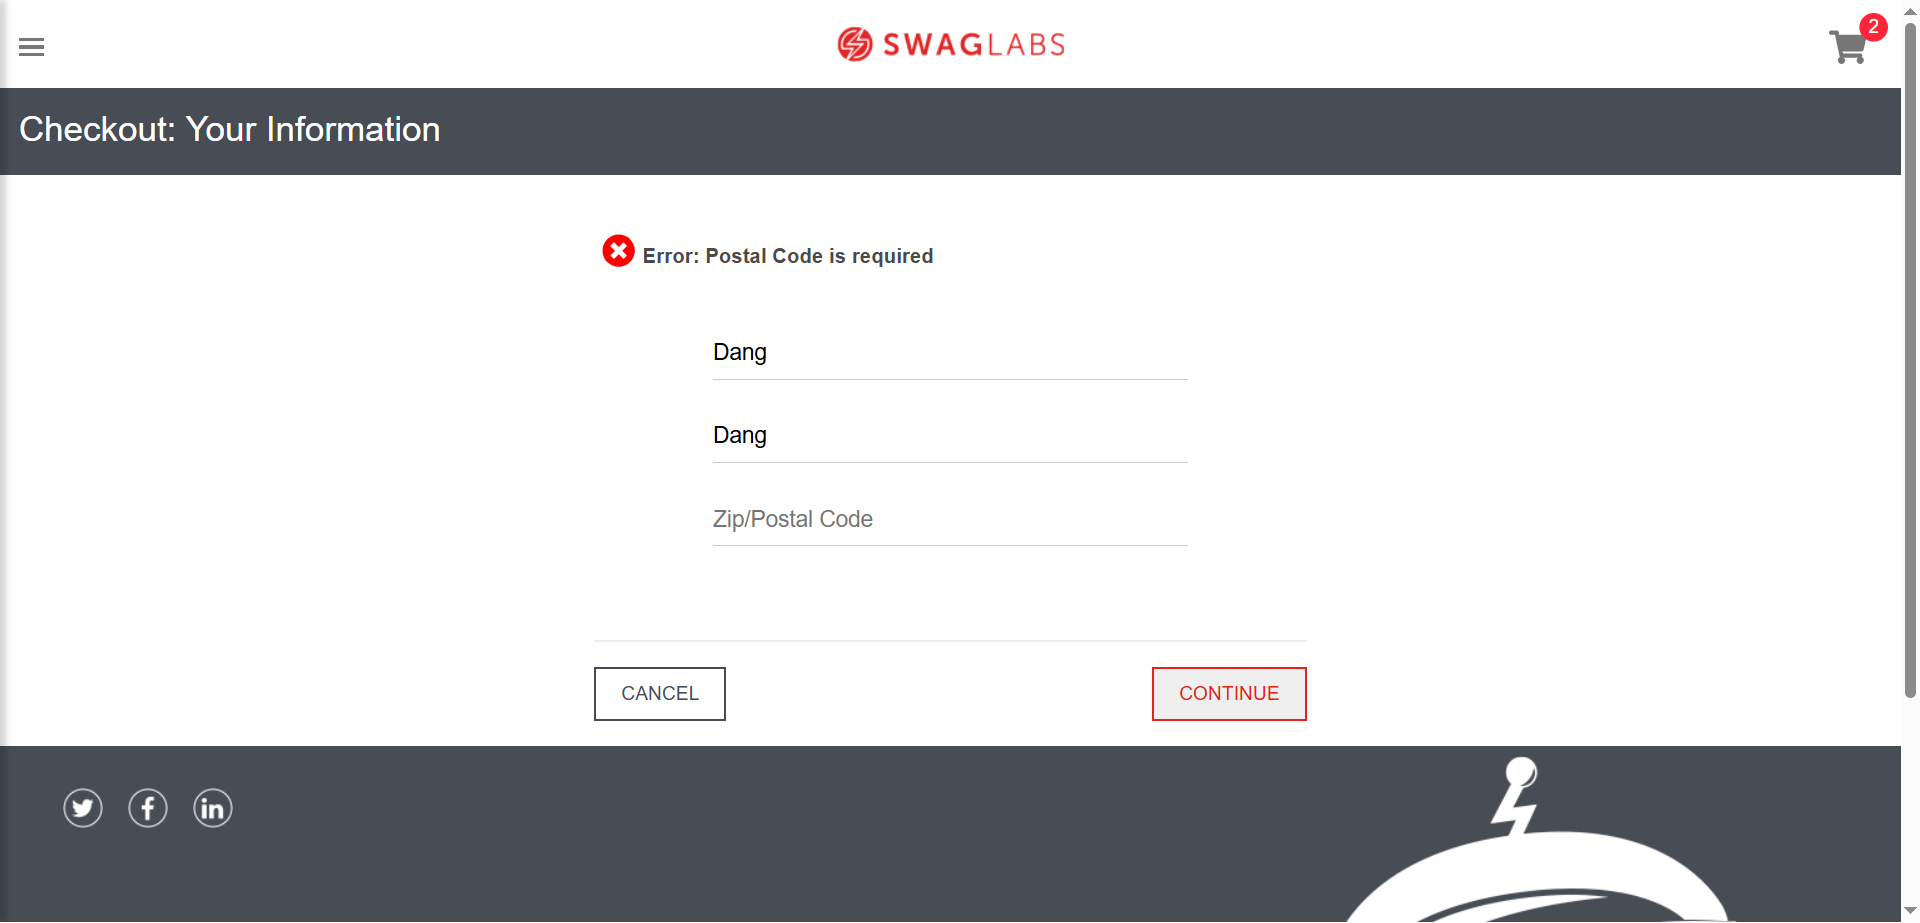 SWAGLABS
2
Checkout: Your Information
Error: Postal Code is required
Dang
Dang
Zip/Postal Code
CANCEL
CONTINUE